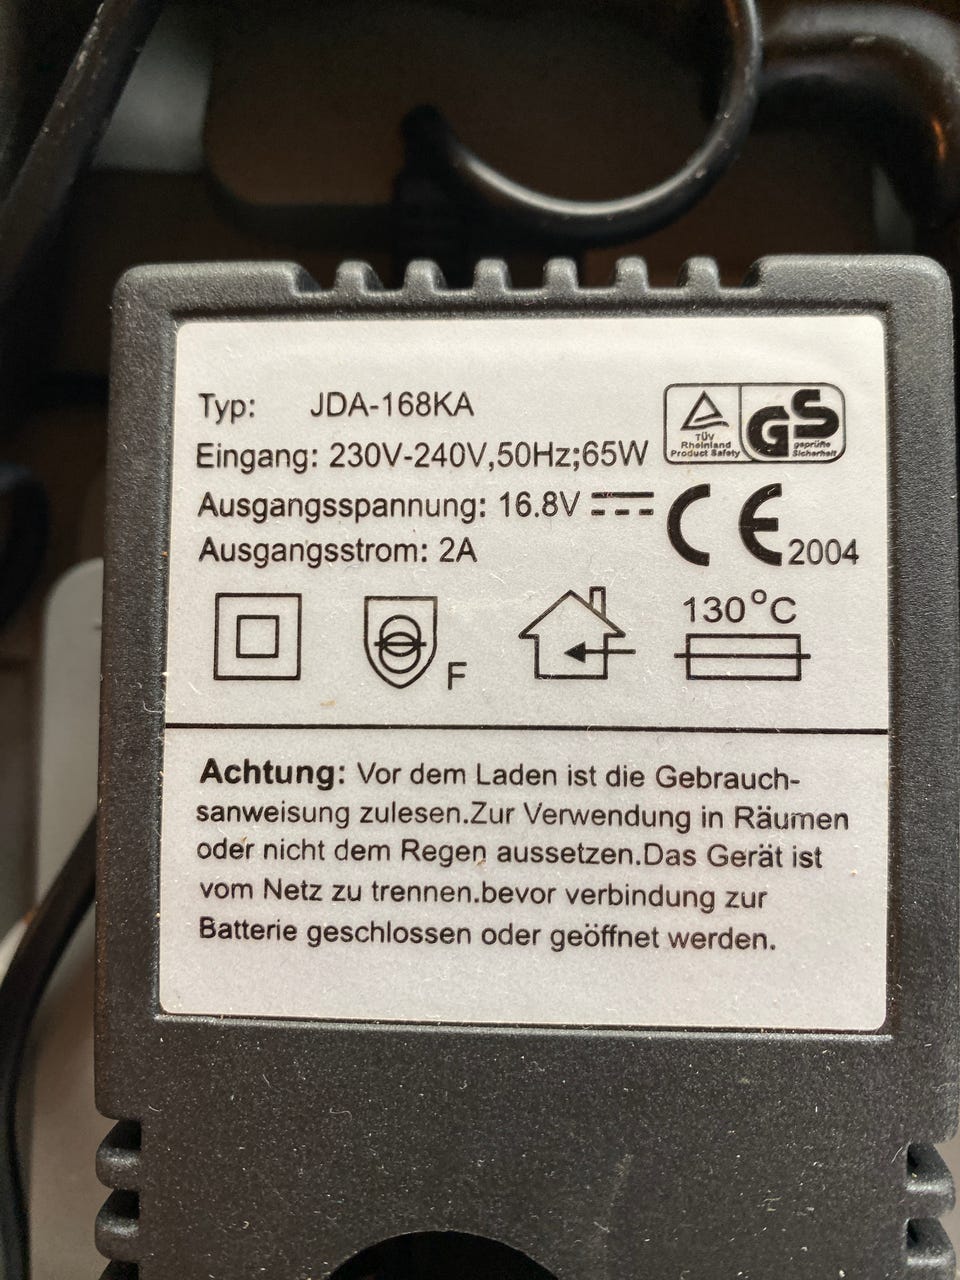 Typ: JDA-168KA
Eingang: 230V-240V,50Hz;65W
Ausgangsspannung: 16.8V
Ausgangsstrom: 2A
TÜV
Rheinland
Product Safety
GS
geprüfte
Sicherheit
CE 2004
F
130°C
Achtung: Vor dem Laden ist die Gebrauch-
sanweisung zulesen.Zur Verwendung in Räumen
oder nicht dem Regen aussetzen.Das Gerät ist
vom Netz zu trennen.bevor verbindung zur
Batterie geschlossen oder geöffnet werden.